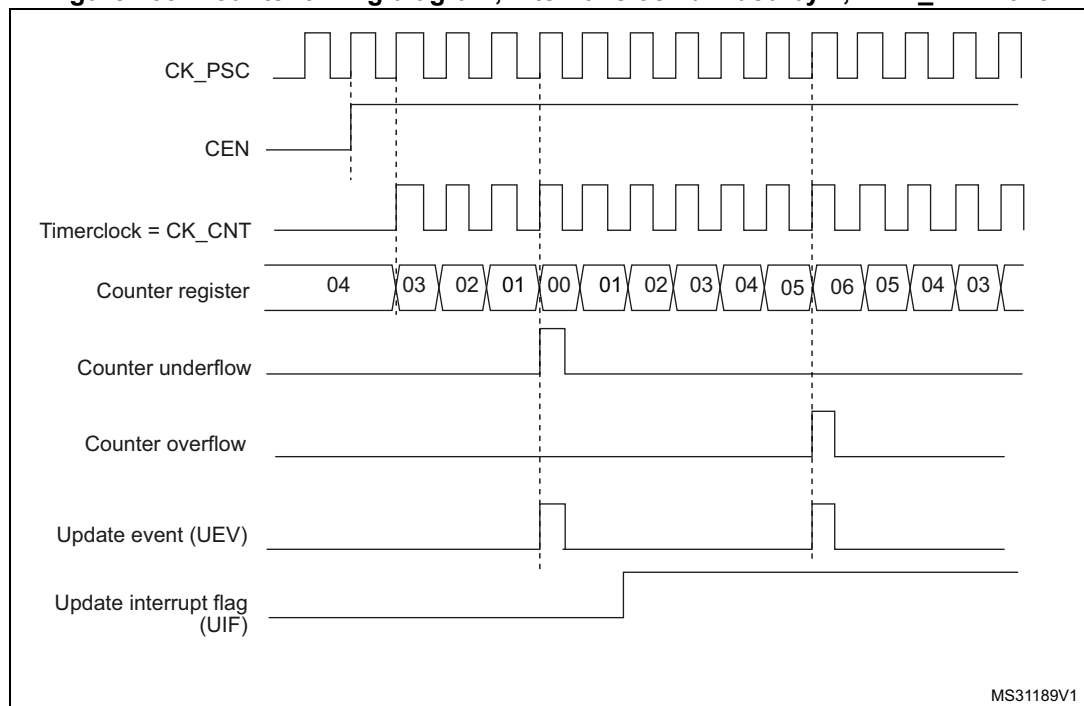 CK_PSC
CEN
Timerclock = CK_CNT
Counter register 04 03 02 01 00 01 02 03 04 05 06 05 04 03
Counter underflow
Counter overflow
Update event (UEV)
Update interrupt flag
(UIF)
MS31189V1